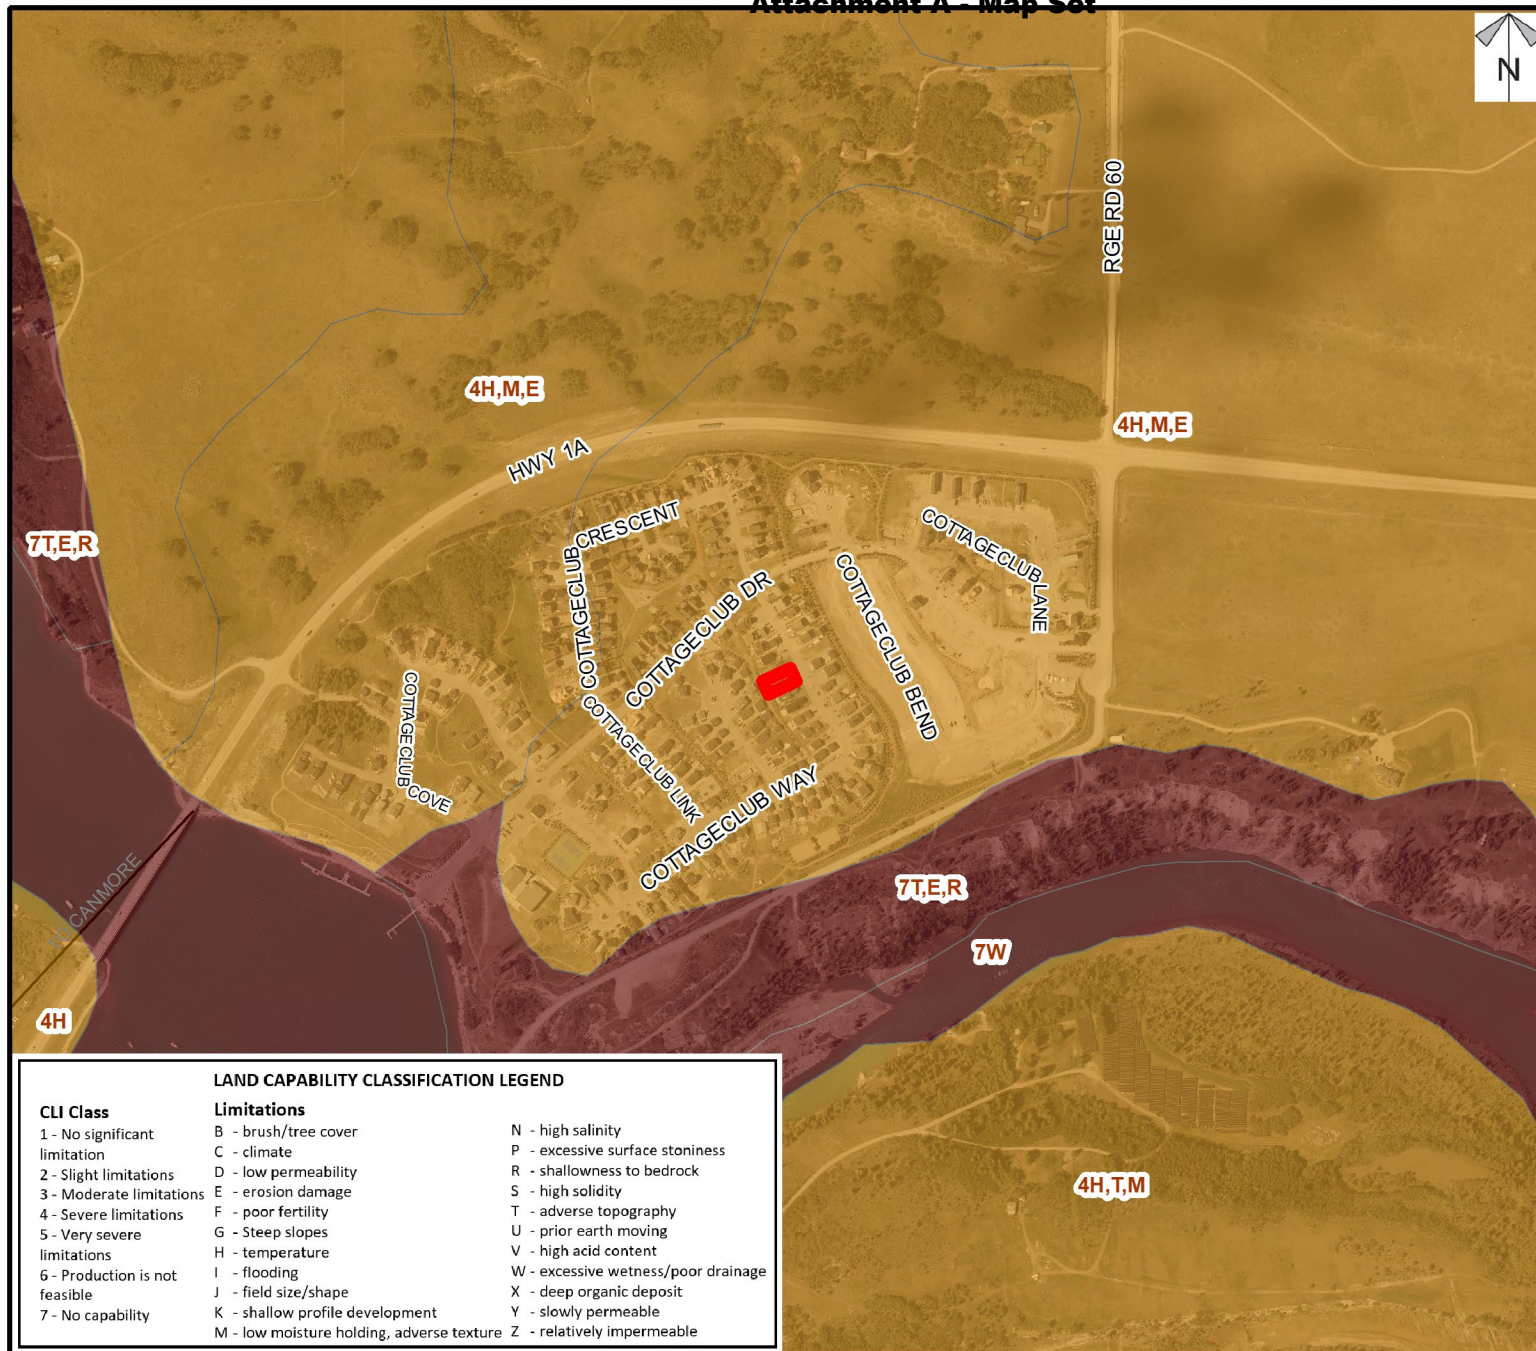 Attachment A - Map Set
N
RGE RD 60
4H,M,E
4H,M,E
HWY 1A
COTTAGECLUB CRESCENT
COTTAGECLUB LANE
7T,E,R
COTTAGECLUB DR
COTTAGECLUB BEND
COTTAGECLUB COVE
COTTAGECLUB LINK
COTTAGECLUB WAY
TO CANMORE
7T,E,R
7W
4H
4H,T,M
LAND CAPABILITY CLASSIFICATION LEGEND
CLI Class
1 - No significant
limitation
2 - Slight limitations
3 - Moderate limitations
4 - Severe limitations
5 - Very severe
limitations
6 - Production is not
feasible
7 - No capability
Limitations
B - brush/tree cover
C - climate
D - low permeability
E - erosion damage
F - poor fertility
G - Steep slopes
H - temperature
I - flooding
J - field size/shape
K - shallow profile development
M - low moisture holding, adverse texture
N - high salinity
P - excessive surface stoniness
R - shallowness to bedrock
S - high solidity
T - adverse topography
U - prior earth moving
V - high acid content
W - excessive wetness/poor drainage
X - deep organic deposit
Y - slowly permeable
Z - relatively impermeable